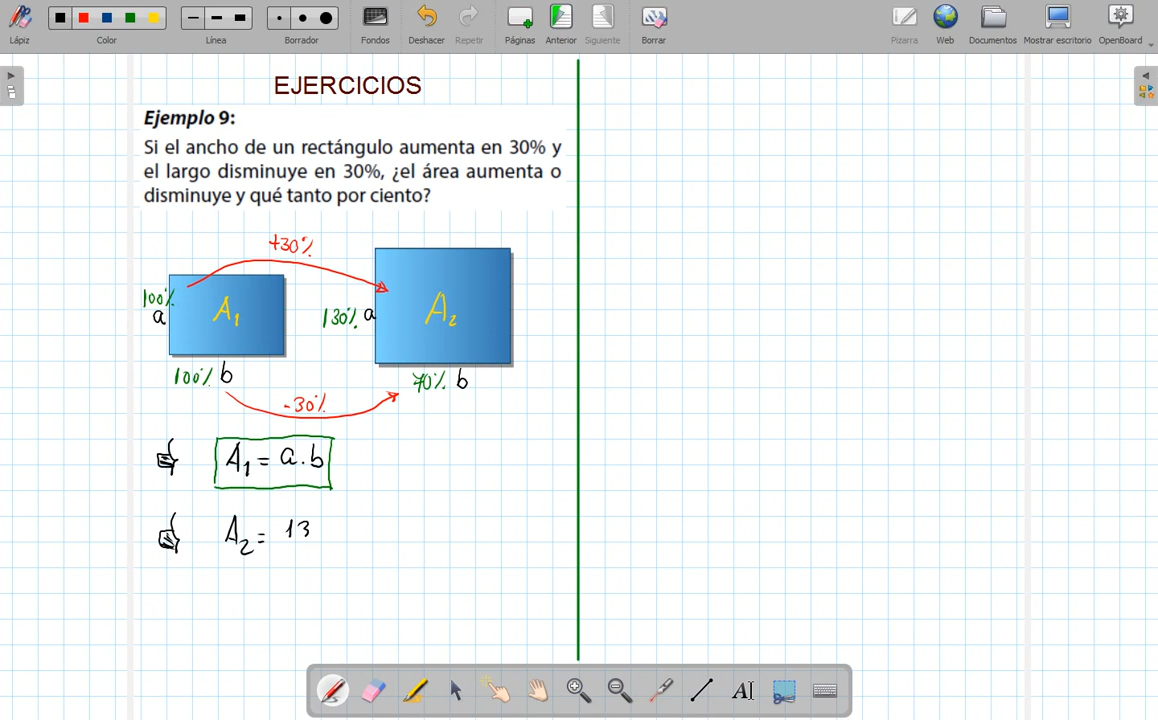 Lápiz Color Línea Borrador Fondos Deshacer Repetir Páginas Anterior Siguiente Borrar Pizarra Web Documentos Mostrar escritorio OpenBoard
EJERCICIOS
Ejemplo 9:
Si el ancho de un rectángulo aumenta en 30% y
el largo disminuye en 30%, ¿el área aumenta o
disminuye y qué tanto por ciento?
+30%
100%
a
A₁
130% a
A₂
100% b
70% b
-30%
A₁ = a.b
A₂ = 13
AI